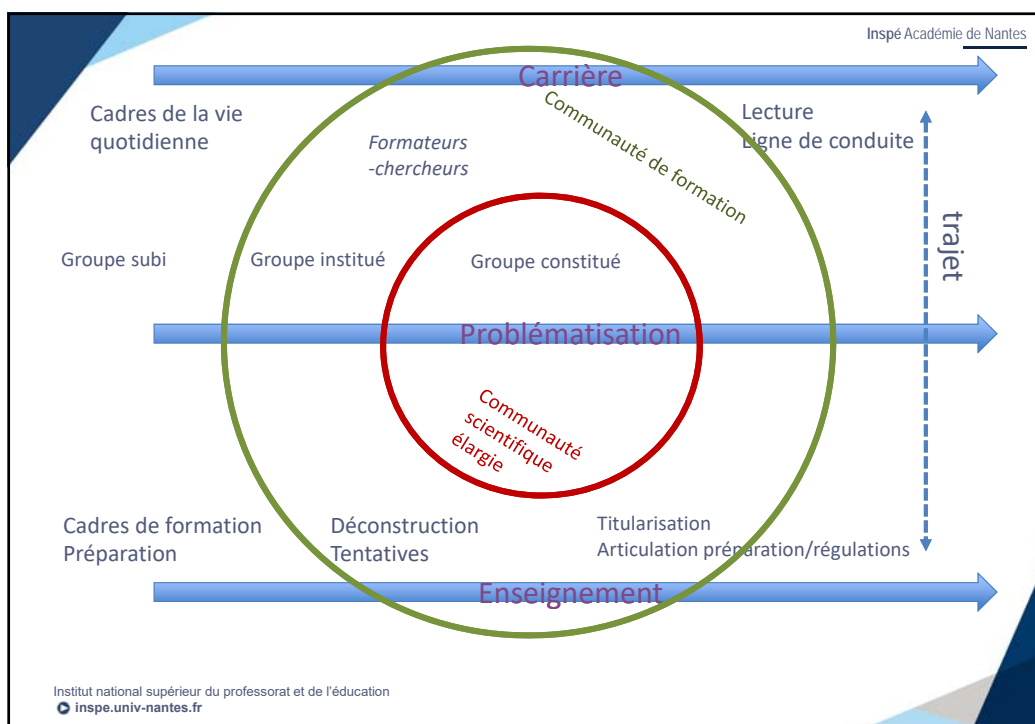 Inspé Académie de Nantes
Carrière
Cadres de la vie
quotidienne
Formateurs
-chercheurs
Communauté de formation
Lecture
Ligne de conduite
trajet
Groupe subi
Groupe institué
Groupe constitué
Problématisation
Communauté
scientifique
élargie
Cadres de formation
Préparation
Déconstruction
Tentatives
Titularisation
Articulation préparation/régulations
Enseignement
Institut national supérieur du professorat et de l'éducation
inspe.univ-nantes.fr